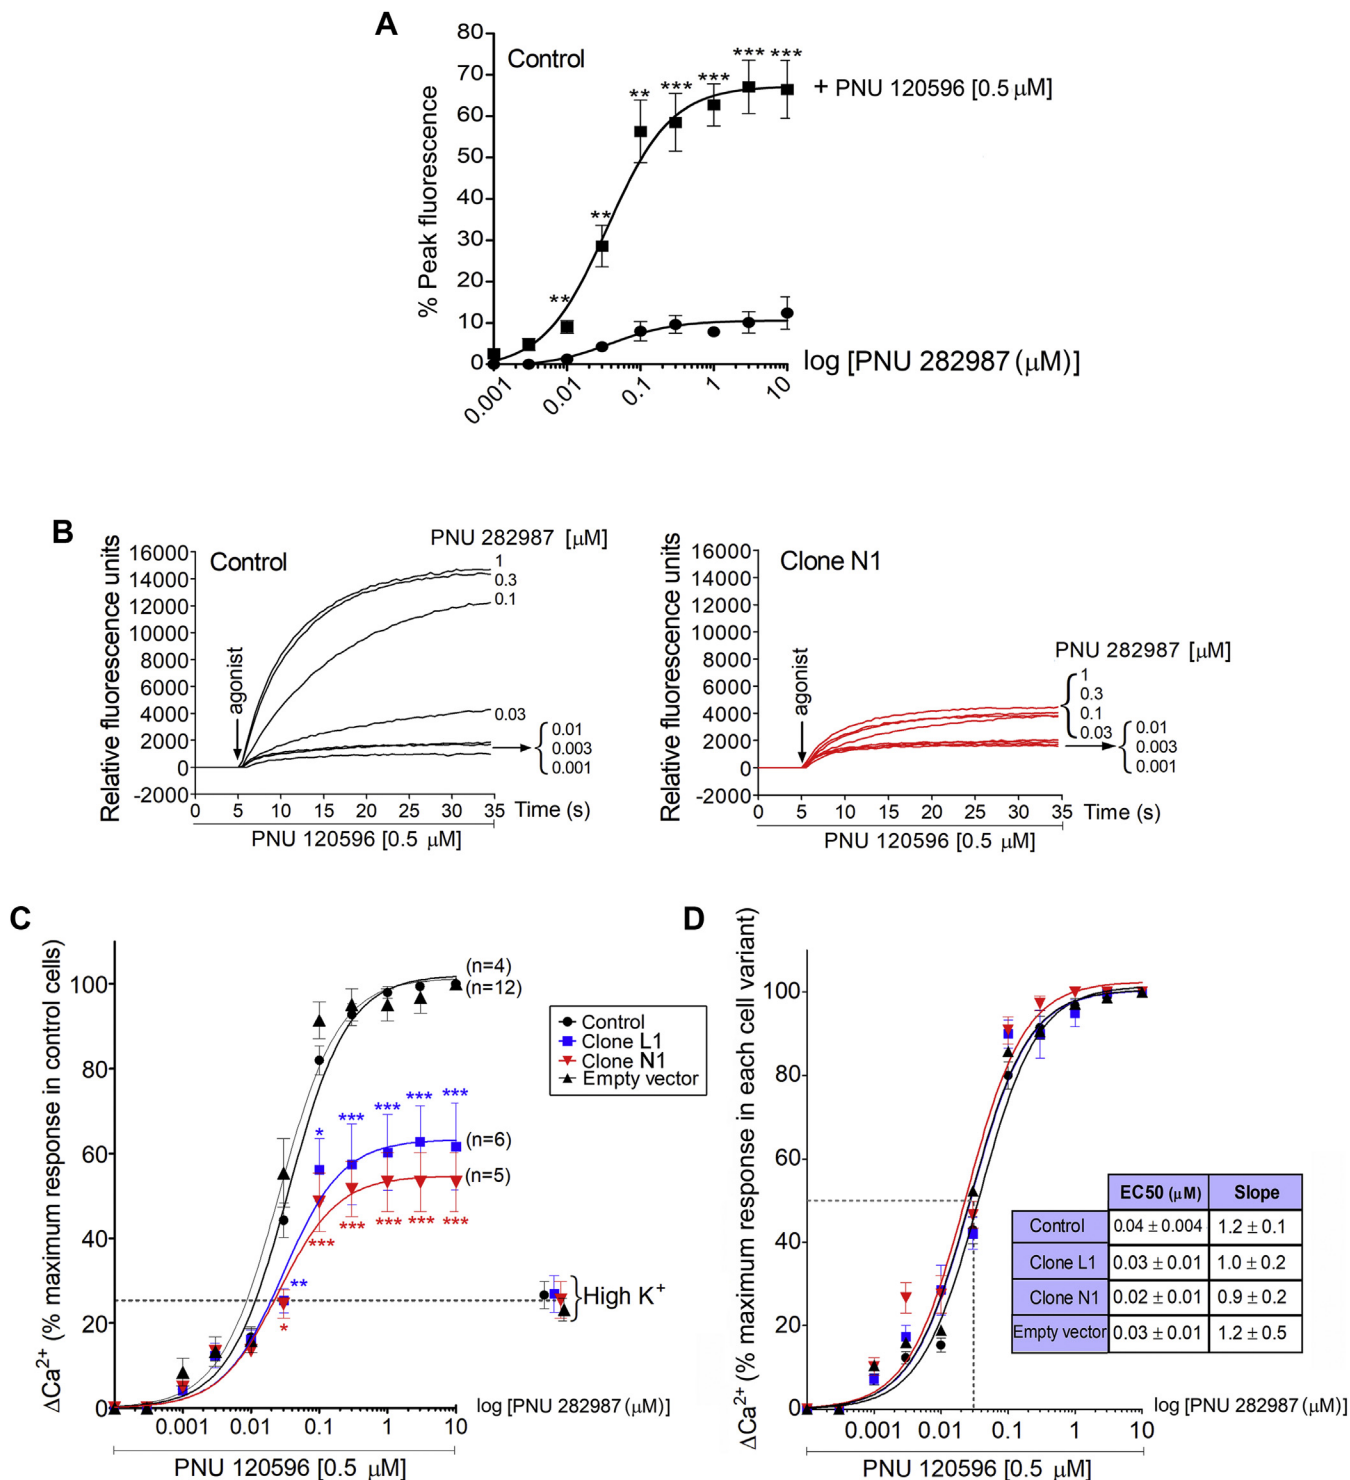 A
Control
% Peak fluorescence
80
70
60
50
40
30
20
10
0
** ** ** *** *** *** ***
+ PNU 120596 [0.5 μM]
0.001 0.01 0.1 1 10
log [PNU 282987 (μM)]
B
Control
PNU 282987 [μM]
Relative fluorescence units
16000
14000
12000
10000
8000
6000
4000
2000
0
-2000
agonist
1
0.3
0.1
0.03
0.01
0.003
0.001
0 5 10 15 20 25 30 35 Time (s)
PNU 120596 [0.5 μM]
Clone N1
PNU 282987 [μM]
Relative fluorescence units
16000
14000
12000
10000
8000
6000
4000
2000
0
-2000
agonist
1
0.3
0.1
0.03
0.01
0.003
0.001
0 5 10 15 20 25 30 35 Time (s)
PNU 120596 [0.5 μM]
C
ΔCa2+ (% maximum response in control cells)
100
80
60
40
20
0
(n=4)
(n=12)
(n=6)
(n=5)
* *** *** *** ***
*** *** *** *** ***
**
*
Control
Clone L1
Clone N1
Empty vector
High K+
0.001 0.01 0.1 1 10
log [PNU 282987 (μM)]
PNU 120596 [0.5 μM]
D
ΔCa2+ (% maximum response in each cell variant)
100
80
60
40
20
0
EC50 (μM) Slope
Control 0.04 ± 0.004 1.2 ± 0.1
Clone L1 0.03 ± 0.01 1.0 ± 0.2
Clone N1 0.02 ± 0.01 0.9 ± 0.2
Empty vector 0.03 ± 0.01 1.2 ± 0.5
0.001 0.01 0.1 1 10
log [PNU 282987 (μM)]
PNU 120596 [0.5 μM]